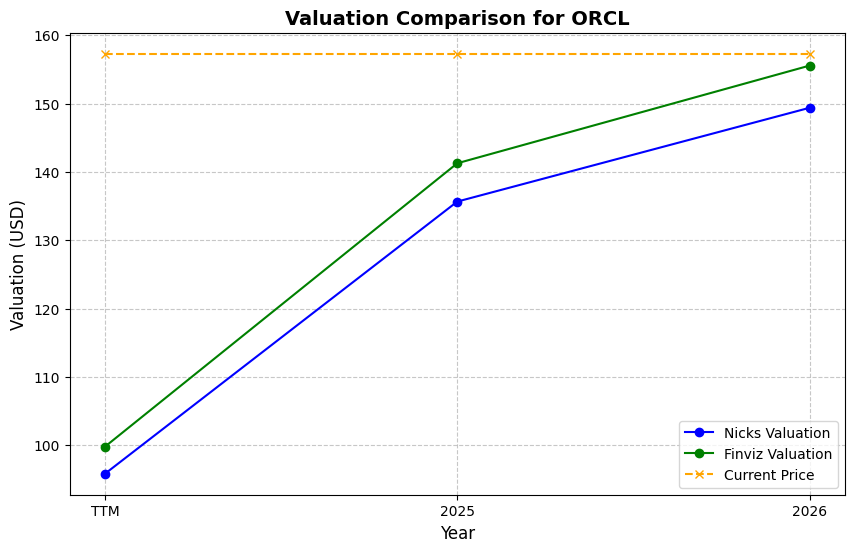 Valuation Comparison for ORCL
160
150
140
130
120
110
100
Valuation (USD)
TTM
2025
2026
Year
Nicks Valuation
Finviz Valuation
Current Price